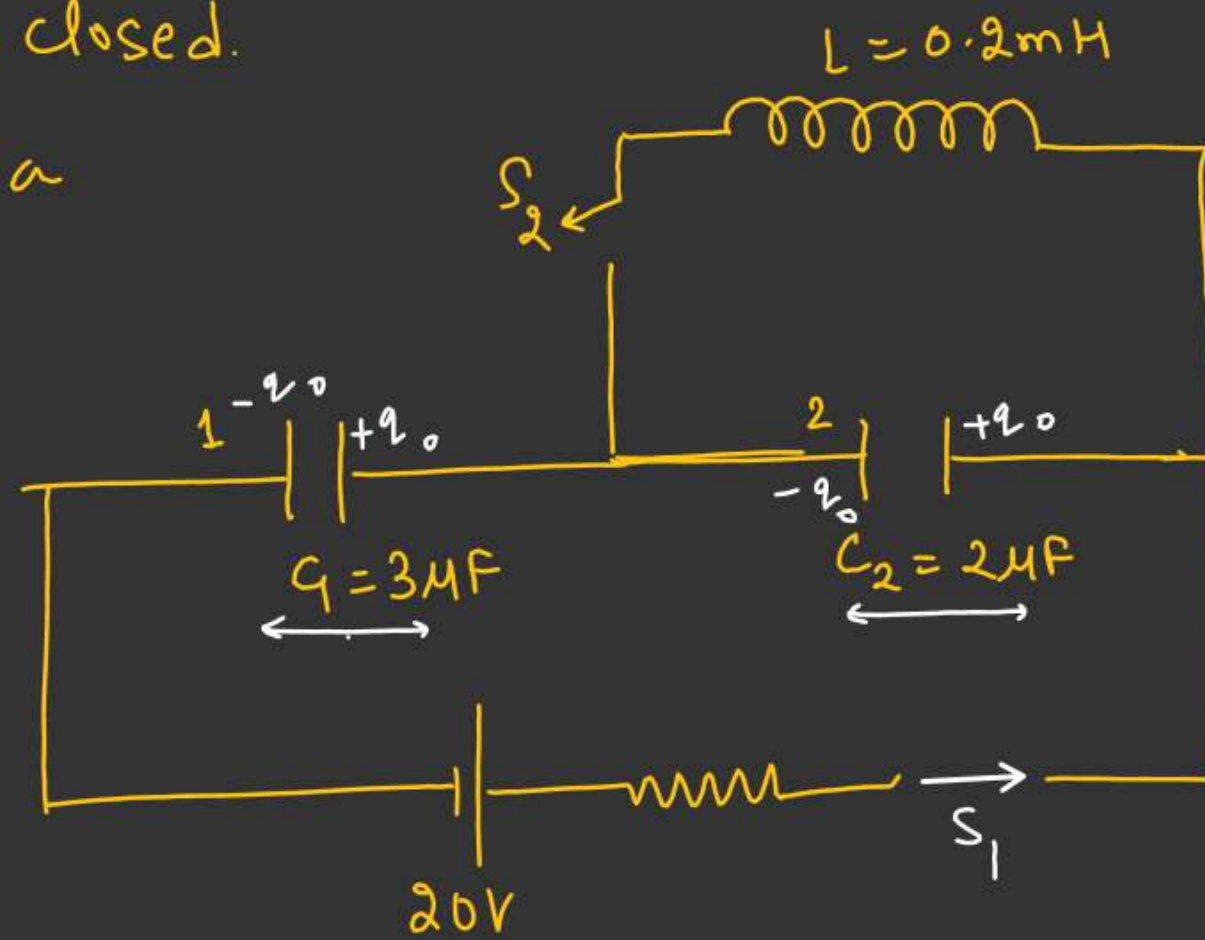 closed.
L = 0.2mH
a
S₂
1 -q₀ +q₀
2 -q₀ +q₀
C₁ = 3μF
C₂ = 2μF
S₁
20V